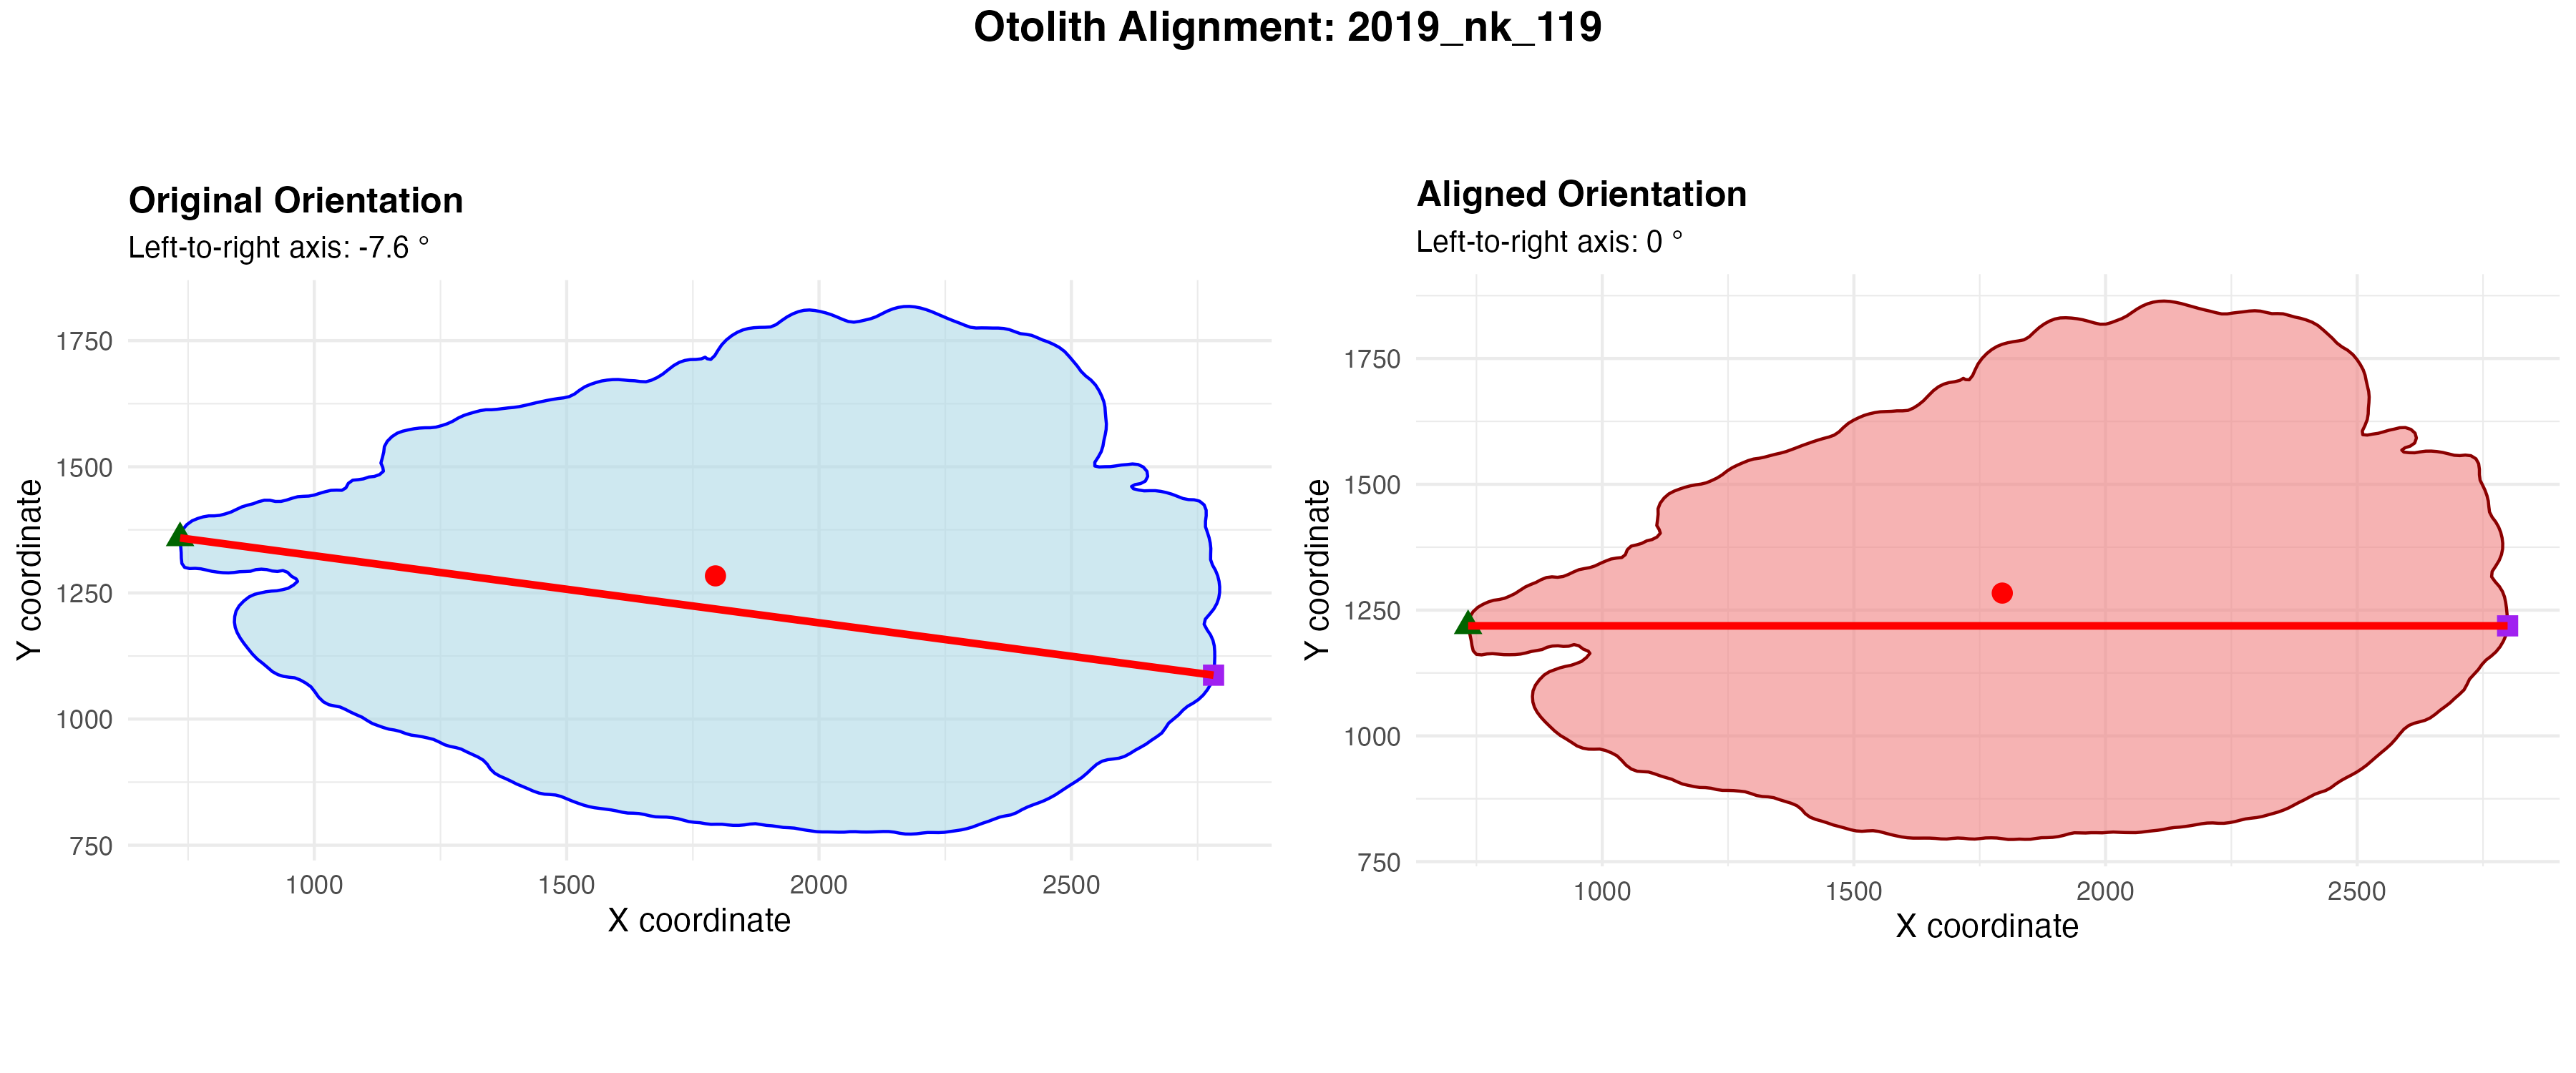 Otolith Alignment: 2019_nk_119
Original Orientation
Left-to-right axis: -7.6 °
Y coordinate
1750
1500
1250
1000
750
1000 1500 2000 2500
X coordinate
Aligned Orientation
Left-to-right axis: 0 °
Y coordinate
1750
1500
1250
1000
750
1000 1500 2000 2500
X coordinate